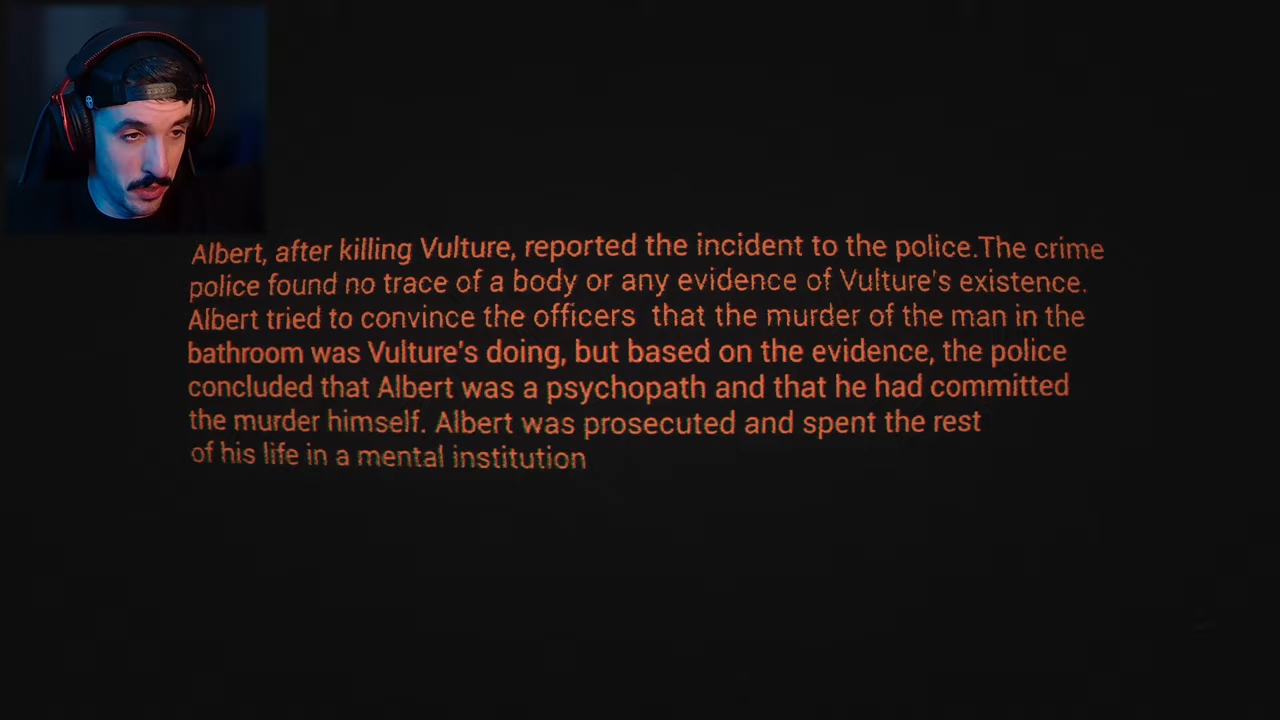 Albert, after killing Vulture, reported the incident to the police.The crime
police found no trace of a body or any evidence of Vulture's existence.
Albert tried to convince the officers  that the murder of the man in the
bathroom was Vulture's doing, but based on the evidence, the police
concluded that Albert was a psychopath and that he had committed
the murder himself. Albert was prosecuted and spent the rest
of his life in a mental institution